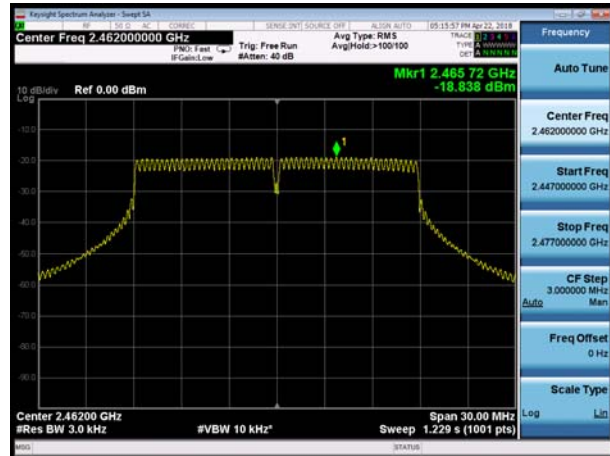 Keysight Spectrum Analyzer - Swept SA
RF 50 Ω AC CORREC SENSE:INT SOURCE OFF ALIGN AUTO 05:15:57 PM Apr 22, 2019
Center Freq 2.462000000 GHz
PNO: Fast
IFGain:Low
Trig: Free Run
#Atten: 40 dB
Avg Type: RMS
Avg|Hold:>100/100
TRACE 1 2 3 4 5 6
TYPE A WWWWW
DET A NNNNN
Mkr1 2.465 72 GHz
-18.838 dBm
10 dB/div Ref 0.00 dBm
Log
1
-10.0
-20.0
-30.0
-40.0
-50.0
-60.0
-70.0
-80.0
-90.0
Center 2.46200 GHz Span 30.00 MHz
#Res BW 3.0 kHz #VBW 10 kHz* Sweep 1.229 s (1001 pts)
MSG STATUS
Frequency
Auto Tune
Center Freq
2.462000000 GHz
Start Freq
2.447000000 GHz
Stop Freq
2.477000000 GHz
CF Step
3.000000 MHz
Auto Man
Freq Offset
0 Hz
Scale Type
Log Lin